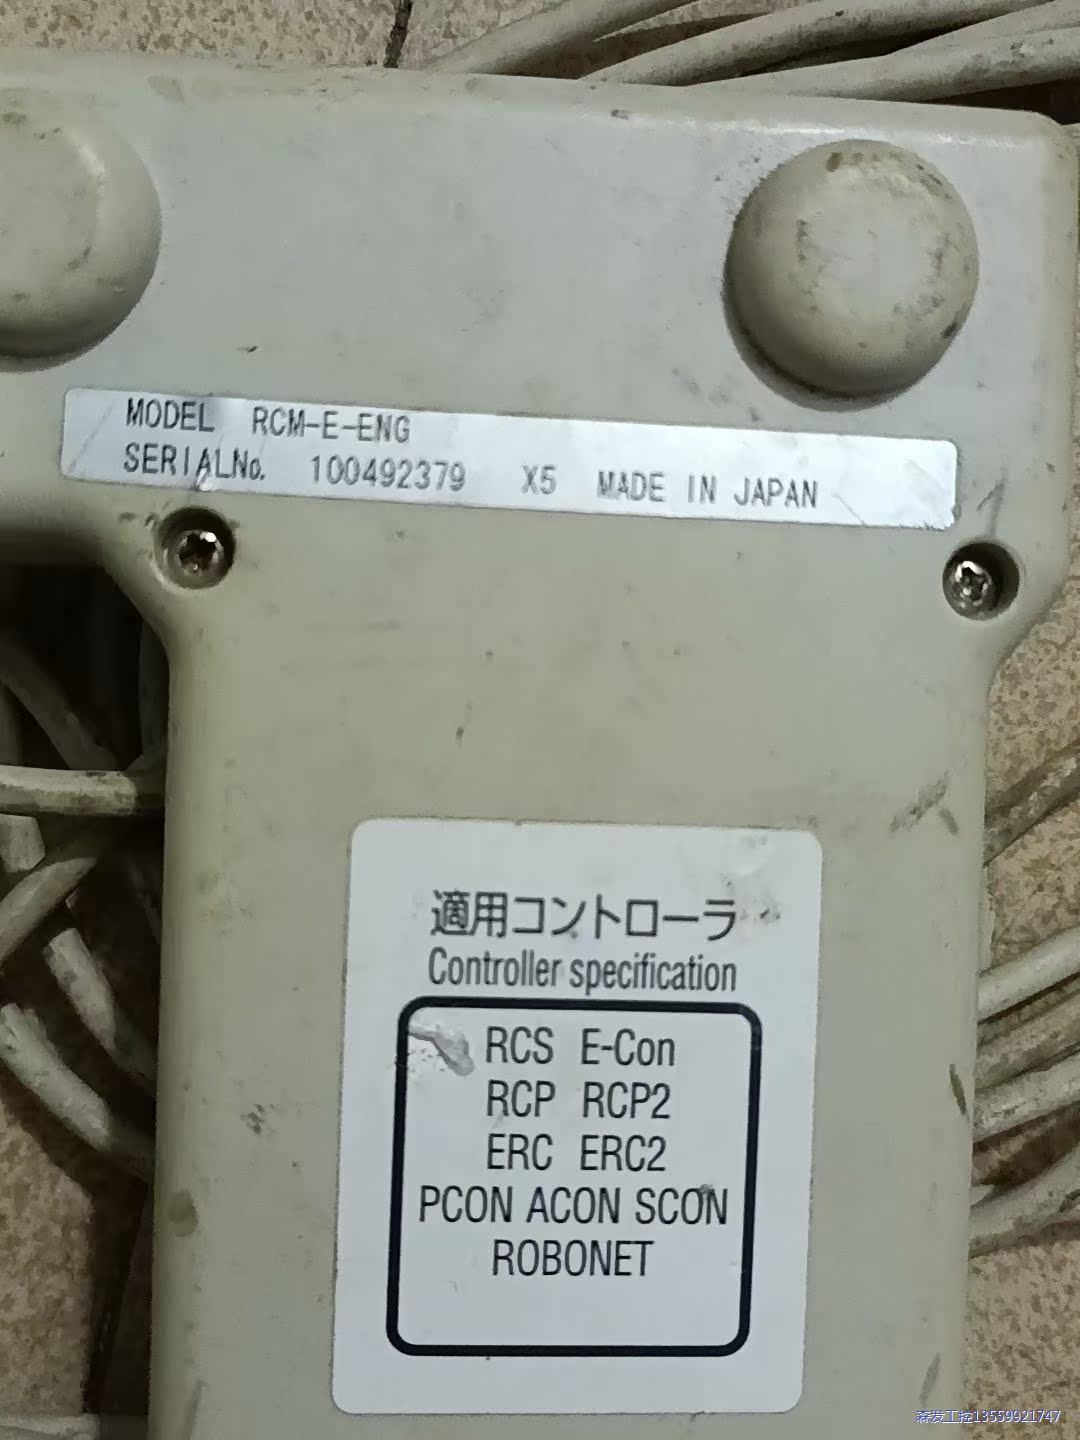 MODEL RCM-E-ENG
SERIALNo. 100492379 X5 MADE IN JAPAN
適用コントローラ
Controller specification
RCS E-Con
RCP RCP2
ERC ERC2
PCON ACON SCON
ROBONET
森发工控13559921747